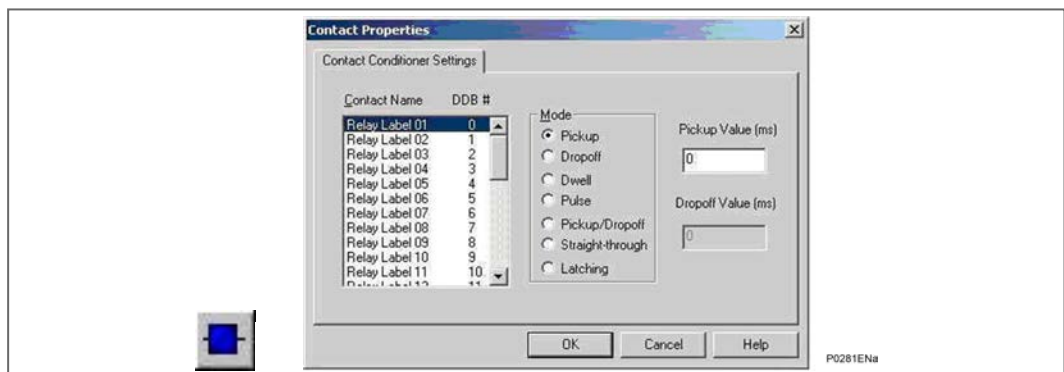 Contact Properties
Contact Conditioner Settings
Contact Name DDB #
Relay Label 01 0
Relay Label 02 1
Relay Label 03 2
Relay Label 04 3
Relay Label 05 4
Relay Label 06 5
Relay Label 07 6
Relay Label 08 7
Relay Label 09 8
Relay Label 10 9
Relay Label 11 10
Relay Label 12 11
Mode
Pickup
Dropoff
Dwell
Pulse
Pickup/Dropoff
Straight-through
Latching
Pickup Value (ms)
0
Dropoff Value (ms)
0
OK Cancel Help
P0281ENa